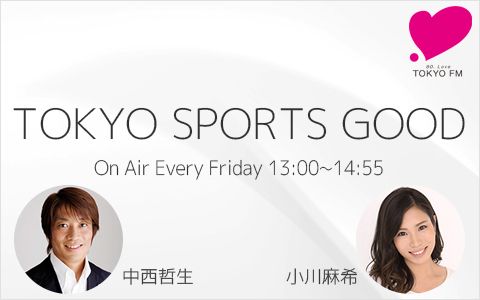 80. Love
TOKYO FM
TOKYO SPORTS GOOD
On Air Every Friday 13:00~14:55
中西哲生
小川麻希